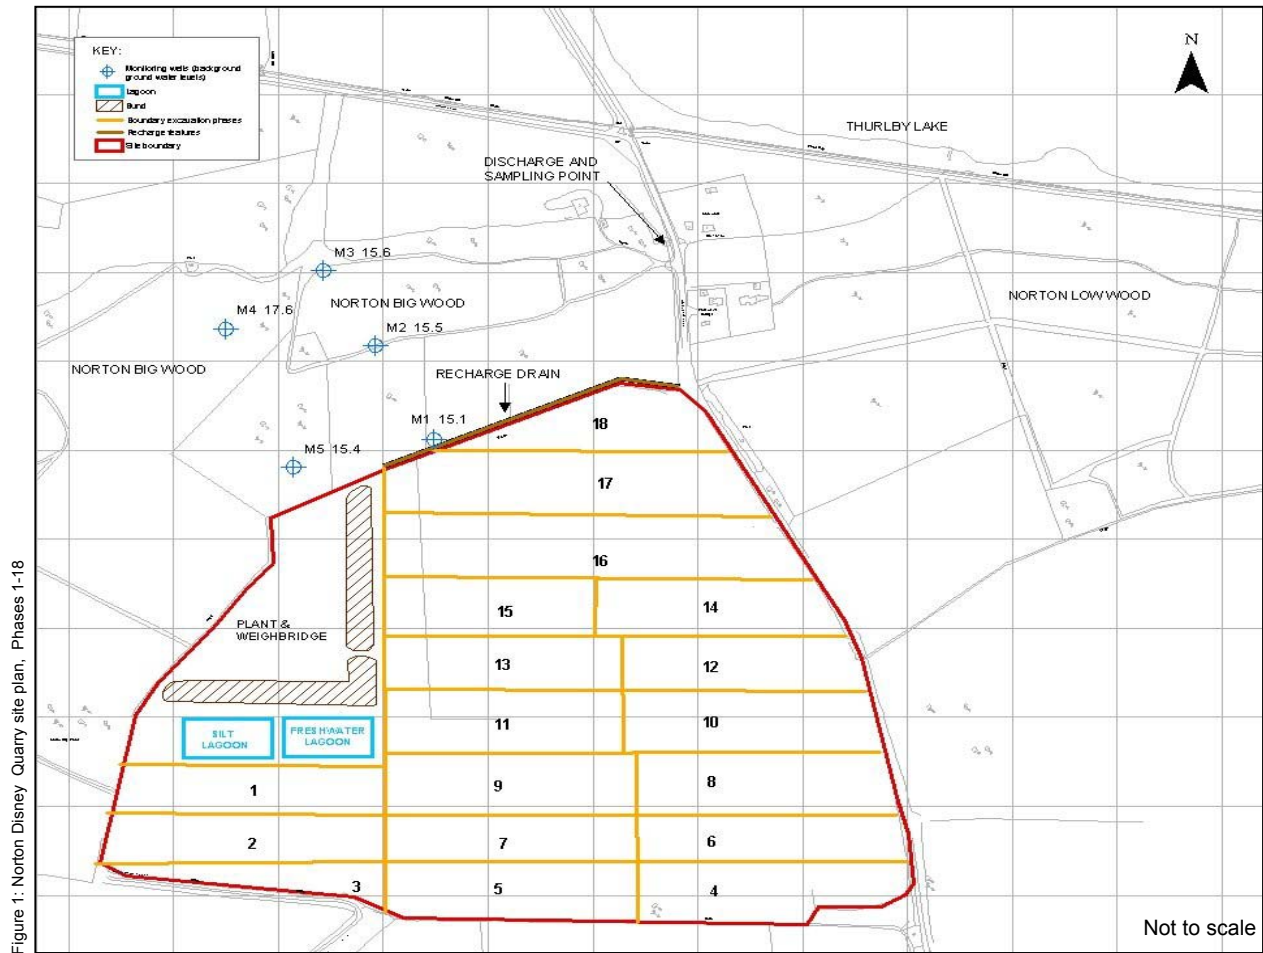 KEY:
Monitoring wells (background
ground water levels)
Lagoon
Bund
Boundary excavation phases
Recharge features
Site boundary
N
THURLBY LAKE
DISCHARGE AND
SAMPLING POINT
M3 15.6
M4 17.6
NORTON BIG WOOD
NORTON LOW WOOD
M2 15.5
NORTON BIG WOOD
RECHARGE DRAIN
M1 15.1
M5 15.4
18
17
16
15
14
PLANT &
WEIGHBRIDGE
13
12
11
10
SILT
LAGOON
FRESHWATER
LAGOON
1
9
8
2
7
6
3
5
4
Figure 1: Norton Disney Quarry site plan, Phases 1-18
Not to scale